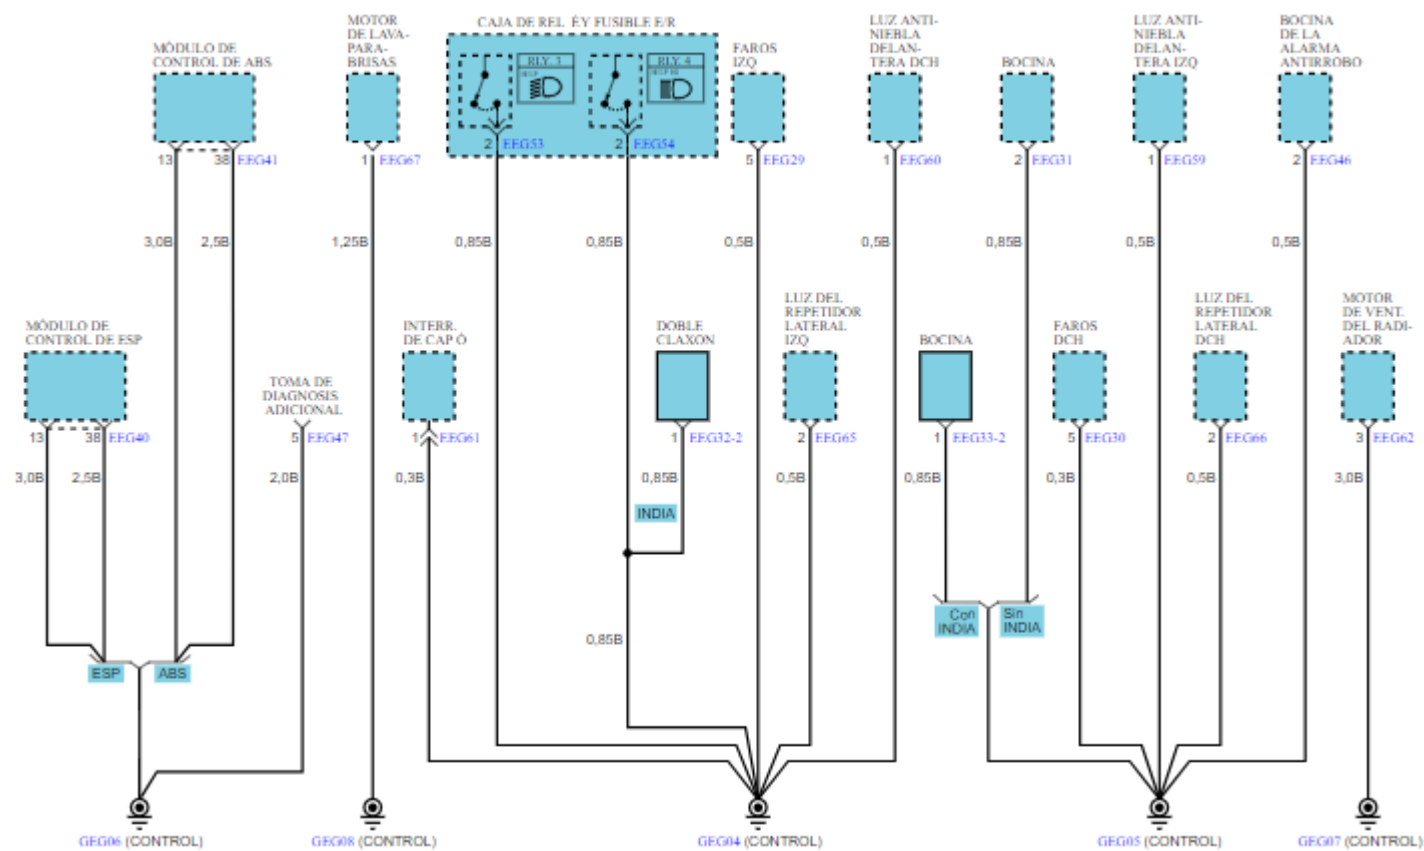 MÓDULO DE
CONTROL DE ABS
MOTOR
DE LAVA-
PARA-
BRISAS
CAJA DE REL ÉY FUSIBLE E/R
RLY. 3
RLY. 4
FAROS
IZQ
LUZ ANTI-
NIEBLA
DELAN-
TERA DCH
BOCINA
LUZ ANTI-
NIEBLA
DELAN-
TERA IZQ
BOCINA
DE LA
ALARMA
ANTIRROBO
13 38 EEG41
1 EEG67
2 EEG53
2 EEG54
5 EEG29
1 EEG60
2 EEG31
1 EEG59
2 EEG46
3,0B
2,5B
1,25B
0,85B
0,85B
0,5B
0,5B
0,85B
0,5B
0,5B
MÓDULO DE
CONTROL DE ESP
TOMA DE
DIAGNOSIS
ADICIONAL
INTERR.
DE CAP Ó
DOBLE
CLAXON
LUZ DEL
REPETIDOR
LATERAL
IZQ
BOCINA
FAROS
DCH
LUZ DEL
REPETIDOR
LATERAL
DCH
MOTOR
DE VENT.
DEL RADI-
ADOR
13 38 EEG40
5 EEG47
1 EEG61
1 EEG32-2
2 EEG65
1 EEG33-2
5 EEG30
2 EEG66
3 EEG62
3,0B
2,5B
2,0B
0,3B
0,85B
0,5B
0,85B
0,3B
0,5B
3,0B
INDIA
0,85B
Con
INDIA
Sin
INDIA
ESP
ABS
GEG06 (CONTROL)
GEG08 (CONTROL)
GEG04 (CONTROL)
GEG05 (CONTROL)
GEG07 (CONTROL)